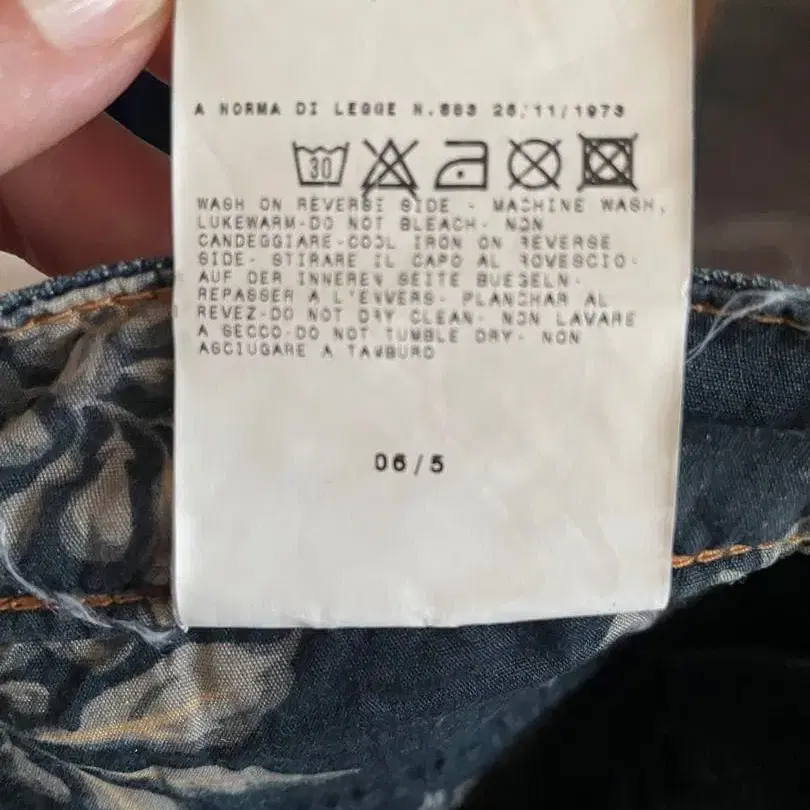 A NORMA DI LEGGE N.883 26/11/1973
30
WASH ON REVERSE SIDE - MACHINE WASH,
LUKEWARM-DO NOT BLEACH- NON
CANDEGGIARE-COOL IRON ON REVERSE
SIDE- STIRARE IL CAPO AL ROVESCIO-
AUF DER INNEREN SEITE BUEGELN-
REPASSER A L'ENVERS- PLANCHAR AL
REVEZ-DO NOT DRY CLEAN- NON LAVARE
A SECCO-DO NOT TUMBLE DRY- NON
ASCIUGARE A TAMBURO
06/5